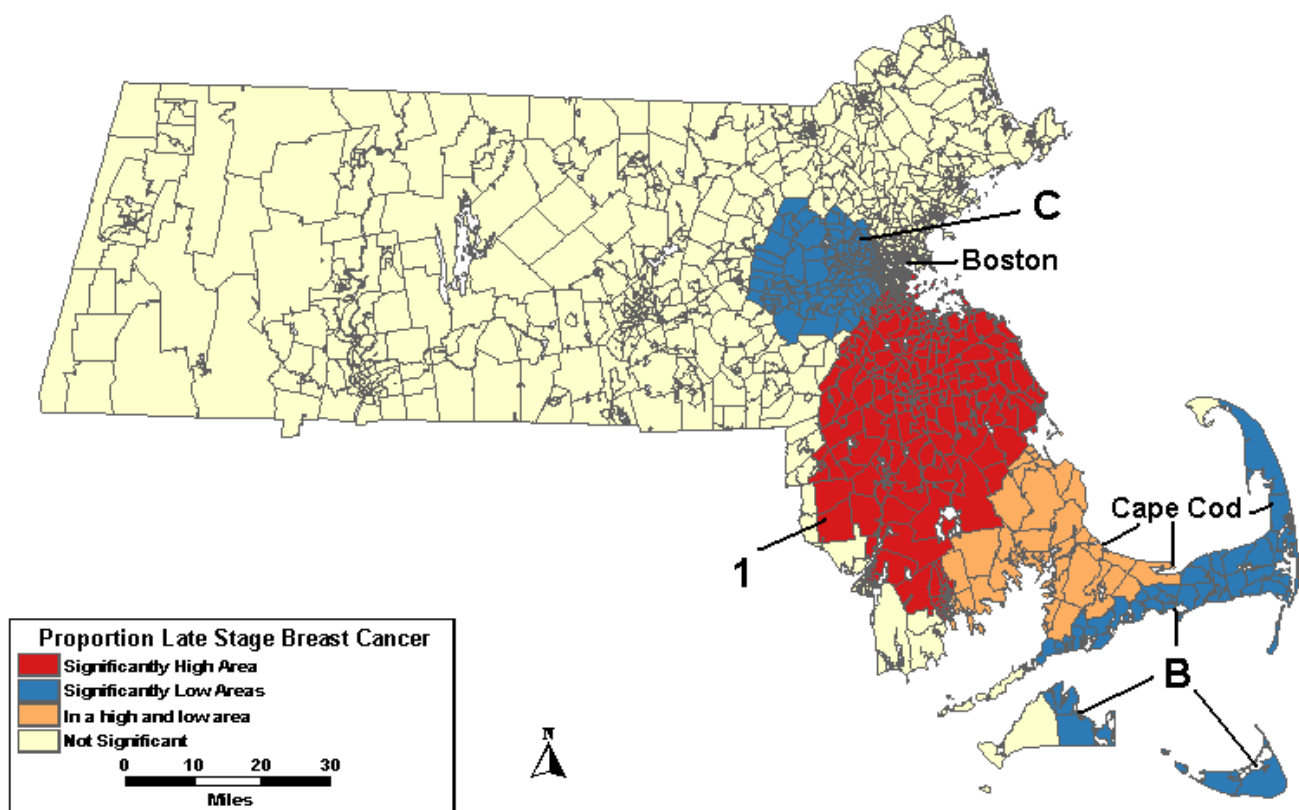 C
Boston
Cape Cod
1
B
Proportion Late Stage Breast Cancer
Significantly High Area
Significantly Low Areas
In a high and low area
Not Significant
0 10 20 30
Miles
N